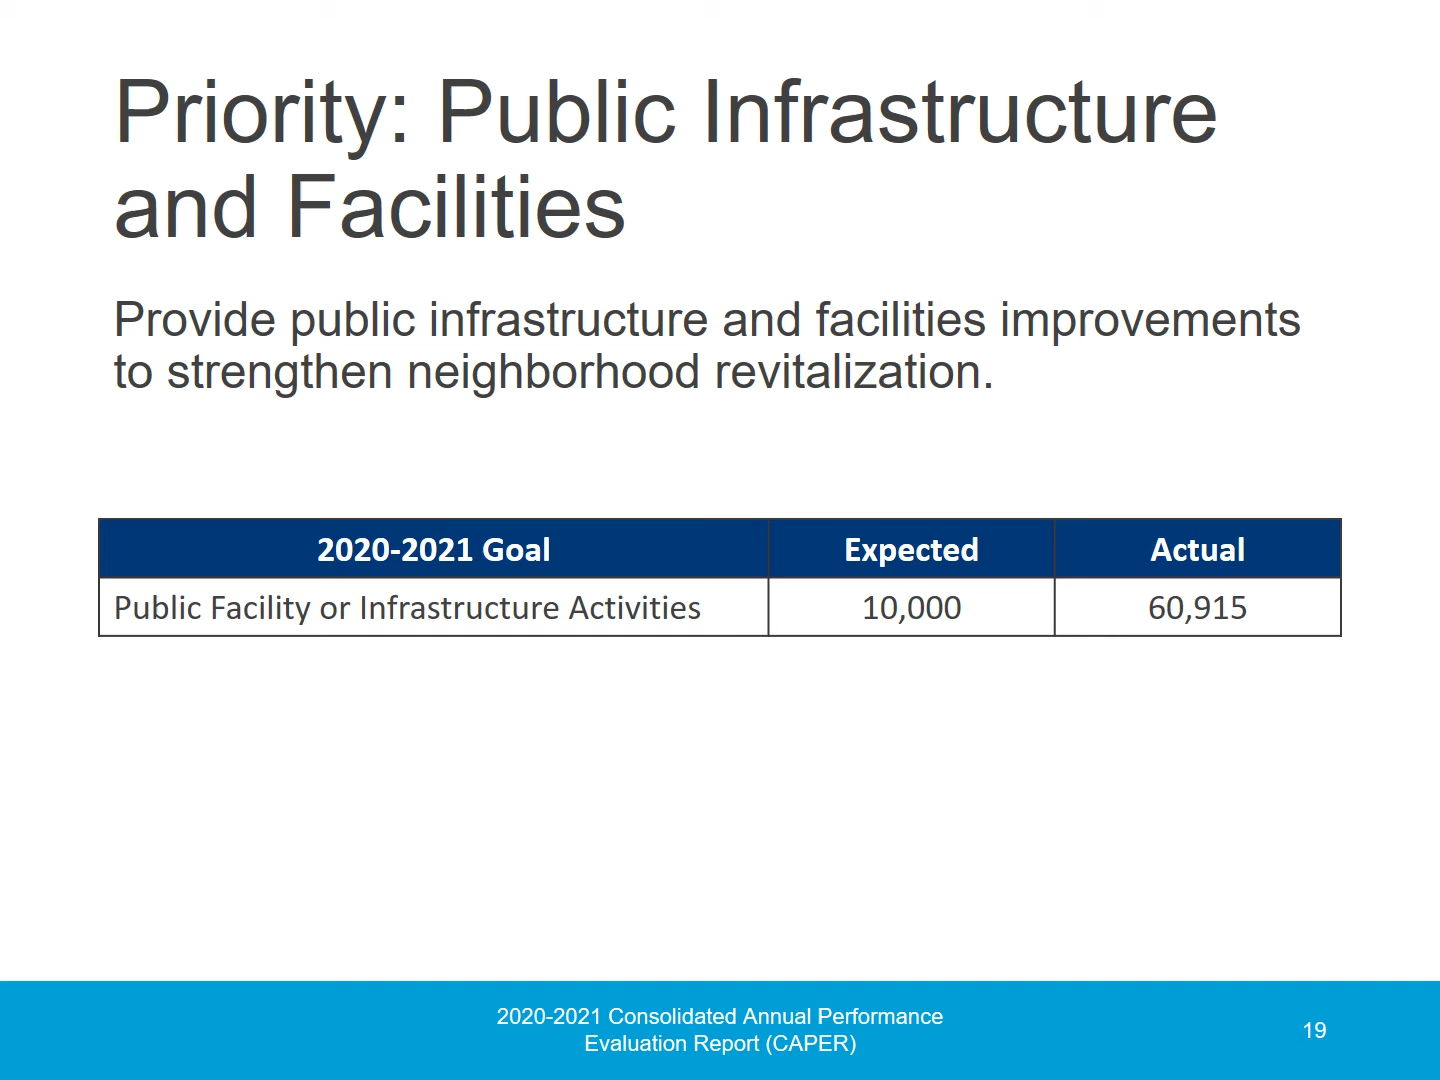 Priority: Public Infrastructure
and Facilities
Provide public infrastructure and facilities improvements
to strengthen neighborhood revitalization.
2020-2021 Goal Expected Actual
Public Facility or Infrastructure Activities 10,000 60,915
2020-2021 Consolidated Annual Performance
Evaluation Report (CAPER)
19